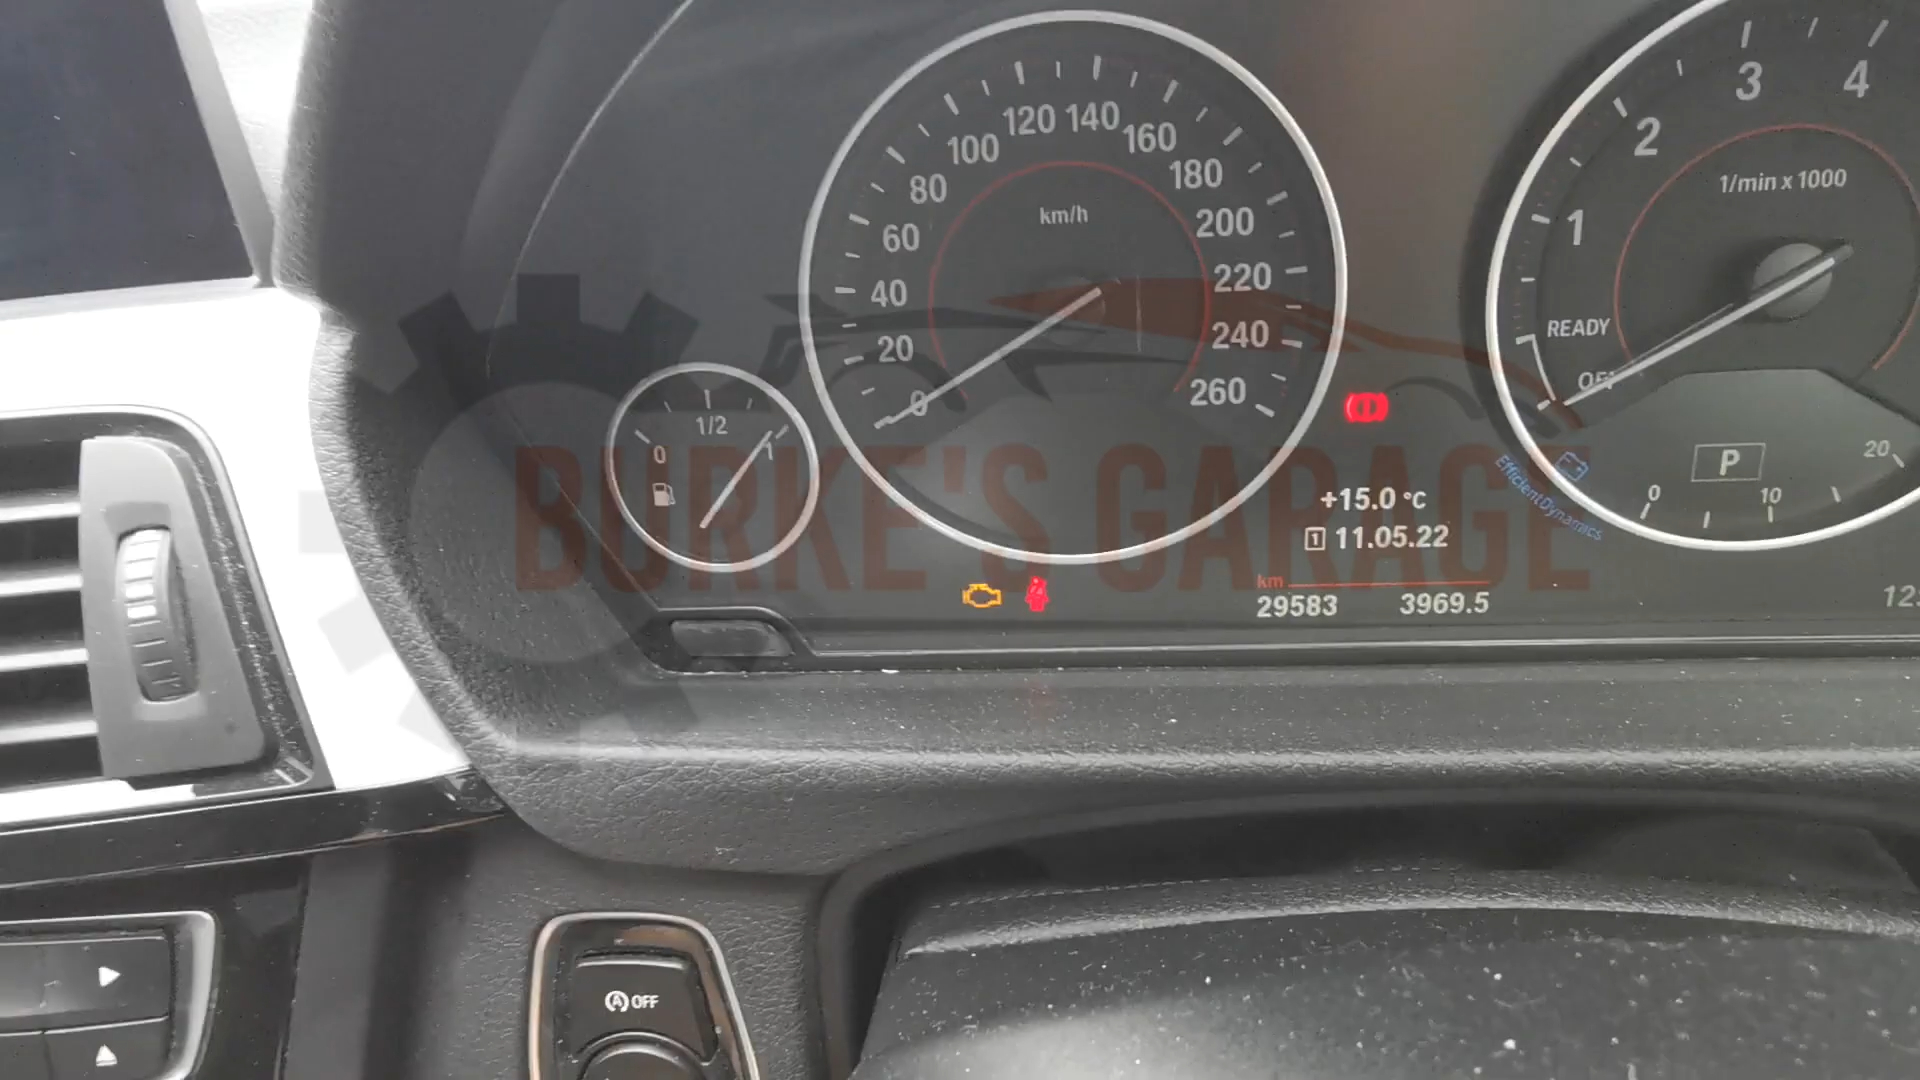 0 20 40 60 80 100 120 140 160 180 200 220 240 260
km/h
0 1/2 1
1 2 3 4
1/min x 1000
READY
OFF
P
0 10 20
EfficientDynamics
+15.0 °C
1 11.05.22
km
29583 3969.5
BURKE'S GARAGE
A OFF